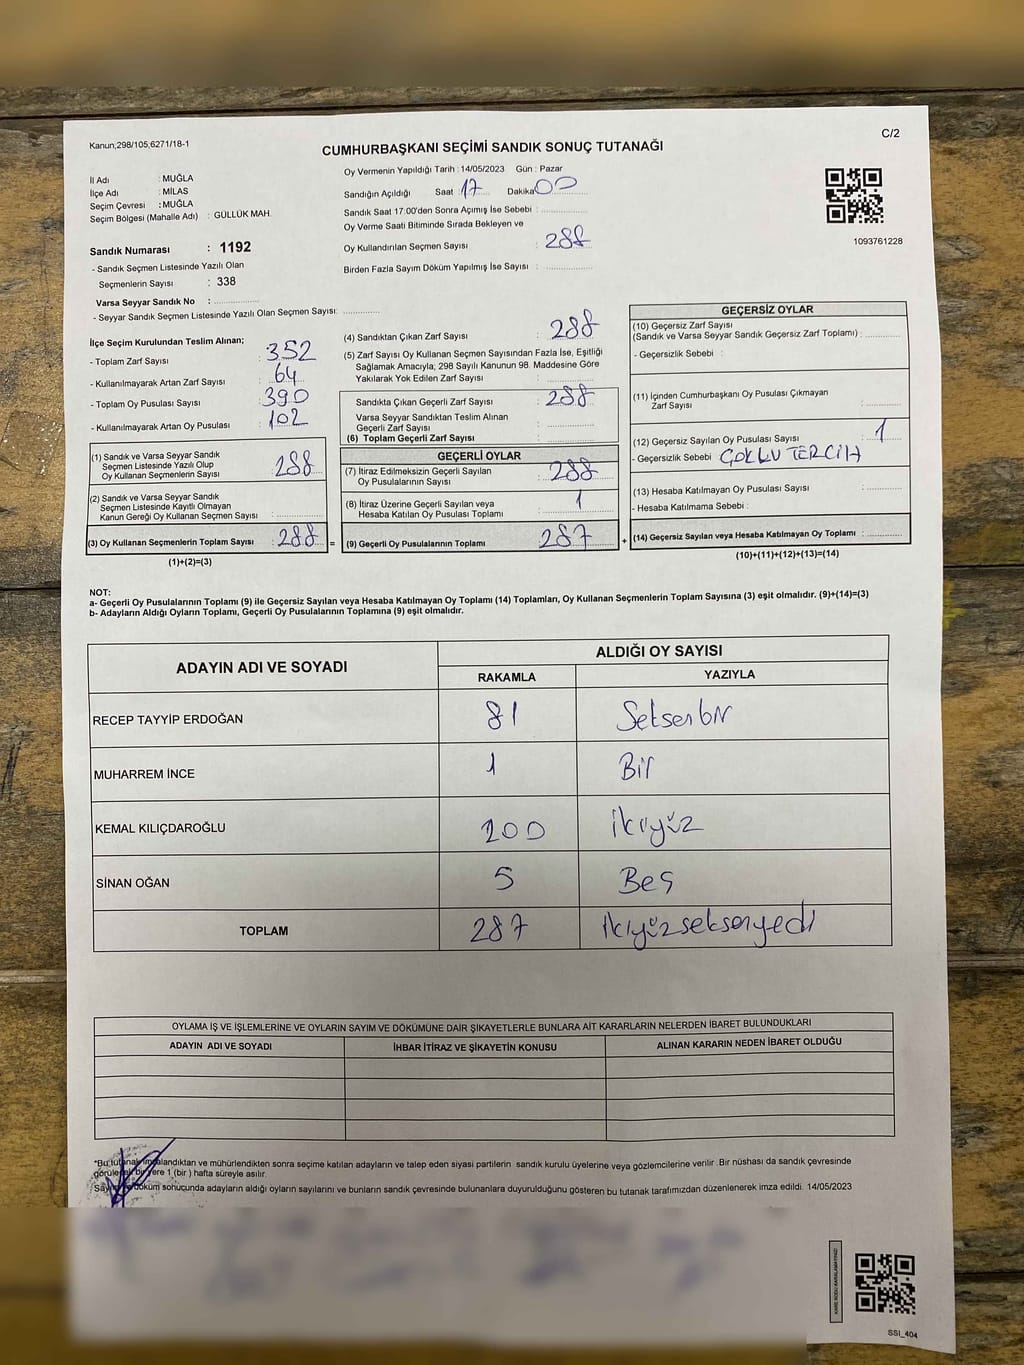 C/2
Kanun,298/105,6271/18-1
CUMHURBAŞKANI SEÇİMİ SANDIK SONUÇ TUTANAĞI
İl Adı : MUĞLA
İlçe Adı : MİLAS
Seçim Çevresi : MUĞLA
Seçim Bölgesi (Mahalle Adı) : GÜLLÜK MAH.
Sandık Numarası : 1192
- Sandık Seçmen Listesinde Yazılı Olan
Seçmenlerin Sayısı : 338
Varsa Seyyar Sandık No :
- Seyyar Sandık Seçmen Listesinde Yazılı Olan Seçmen Sayısı:
Oy Vermenin Yapıldığı Tarih : 14/05/2023 Gün : Pazar
Sandığın Açıldığı Saat : 17 Dakika 00
Sandık Saat 17:00'den Sonra Açımış İse Sebebi :
Oy Verme Saati Bitiminde Sırada Bekleyen ve
Oy Kullandırılan Seçmen Sayısı : 288
Birden Fazla Sayım Döküm Yapılmış İse Sayısı :
1093761228
İlçe Seçim Kurulundan Teslim Alınan;
- Toplam Zarf Sayısı : 352
- Kullanılmayarak Artan Zarf Sayısı : 64
- Toplam Oy Pusulası Sayısı : 390
- Kullanılmayarak Artan Oy Pusulası : 102
(1) Sandık ve Varsa Seyyar Sandık
Seçmen Listesinde Yazılı Olup
Oy Kullanan Seçmenlerin Sayısı : 288
(2) Sandık ve Varsa Seyyar Sandık
Seçmen Listesinde Kayıtlı Olmayan
Kanun Gereği Oy Kullanan Seçmen Sayısı :
(3) Oy Kullanan Seçmenlerin Toplam Sayısı : 288 =
(1)+(2)=(3)
(4) Sandıktan Çıkan Zarf Sayısı : 288
(5) Zarf Sayısı Oy Kullanan Seçmen Sayısından Fazla İse, Eşitliği
Sağlamak Amacıyla; 298 Sayılı Kanunun 98. Maddesine Göre
Yakılarak Yok Edilen Zarf Sayısı :
Sandıkta Çıkan Geçerli Zarf Sayısı : 288
Varsa Seyyar Sandıktan Teslim Alınan
Geçerli Zarf Sayısı :
(6) Toplam Geçerli Zarf Sayısı :
GEÇERLİ OYLAR
(7) İtiraz Edilmeksizin Geçerli Sayılan
Oy Pusulalarının Sayısı : 288
(8) İtiraz Üzerine Geçerli Sayılan veya
Hesaba Katılan Oy Pusulası Toplamı : 1
(9) Geçerli Oy Pusulalarının Toplamı : 287 +
GEÇERSİZ OYLAR
(10) Geçersiz Zarf Sayısı
(Sandık ve Varsa Seyyar Sandık Geçersiz Zarf Toplamı) :
- Geçersizlik Sebebi :
(11) İçinden Cumhurbaşkanı Oy Pusulası Çıkmayan
Zarf Sayısı :
(12) Geçersiz Sayılan Oy Pusulası Sayısı : 1
- Geçersizlik Sebebi ÇOKLU TERCİH
(13) Hesaba Katılmayan Oy Pusulası Sayısı :
- Hesaba Katılmama Sebebi :
(14) Geçersiz Sayılan veya Hesaba Katılmayan Oy Toplamı :
(10)+(11)+(12)+(13)=(14)
NOT:
a- Geçerli Oy Pusulalarının Toplamı (9) ile Geçersiz Sayılan veya Hesaba Katılmayan Oy Toplamı (14) Toplamları, Oy Kullanan Seçmenlerin Toplam Sayısına (3) eşit olmalıdır. (9)+(14)=(3)
b- Adayların Aldığı Oyların Toplamı, Geçerli Oy Pusulalarının Toplamına (9) eşit olmalıdır.
ADAYIN ADI VE SOYADI ALDIĞI OY SAYISI
RAKAMLA YAZIYLA
RECEP TAYYİP ERDOĞAN 81 Seksenbir
MUHARREM İNCE 1 Bir
KEMAL KILIÇDAROĞLU 200 ikiyüz
SİNAN OĞAN 5 Beş
TOPLAM 287 ikiyüzseksenyedi
OYLAMA İŞ VE İŞLEMLERİNE VE OYLARIN SAYIM VE DÖKÜMÜNE DAİR ŞİKAYETLERLE BUNLARA AİT KARARLARIN NELERDEN İBARET BULUNDUKLARI
ADAYIN ADI VE SOYADI İHBAR İTİRAZ VE ŞİKAYETİN KONUSU ALINAN KARARIN NEDEN İBARET OLDUĞU
*Bu tutanak imzalandıktan ve mühürlendikten sonra seçime katılan adayların ve talep eden siyasi partilerin sandık kurulu üyelerine veya gözlemcilerine verilir. Bir nüshası da sandık çevresinde
görülecek bir yere 1 (bir ) hafta süreyle asılır.
Sayım ve döküm sonucunda adayların aldığı oyların sayılarını ve bunların sandık çevresinde bulunanlara duyurulduğunu gösteren bu tutanak tarafımızdan düzenlenerek imza edildi. 14/05/2023
KARE KODU KARALAMAYINIZ!
SSI_404